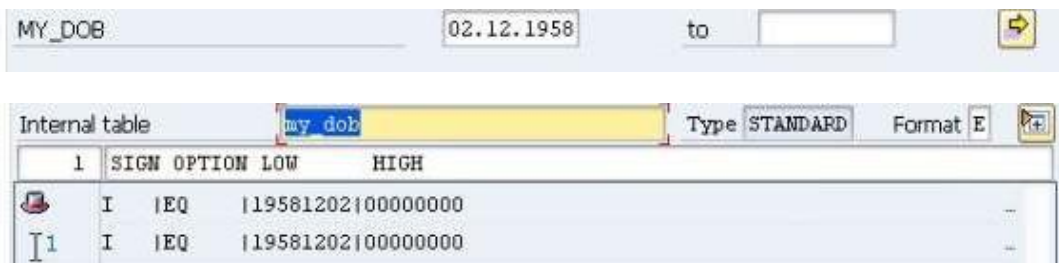 MY_DOB 02.12.1958 to
Internal table my_dob Type STANDARD Format E
1 SIGN OPTION LOW HIGH
I |EQ |19581202|00000000 ...
1 I |EQ |19581202|00000000 ...